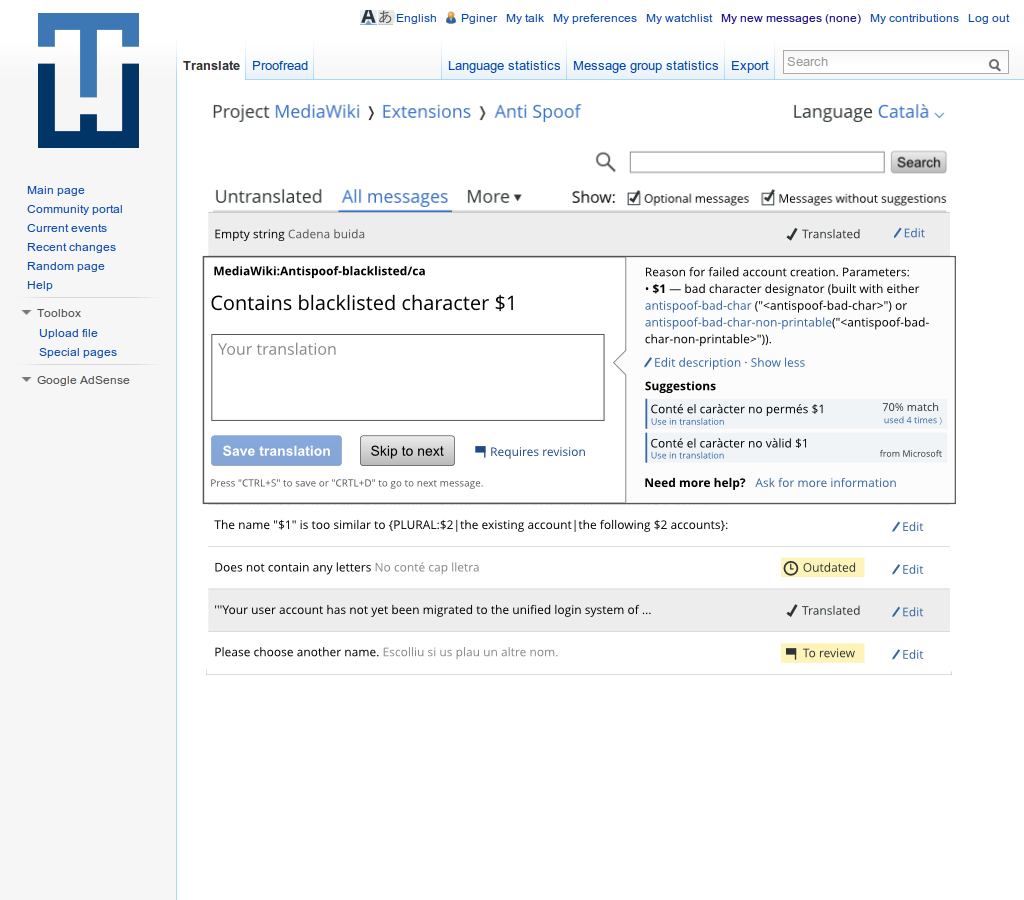 Aあ English Pginer My talk My preferences My watchlist My new messages (none) My contributions Log out
Translate Proofread Language statistics Message group statistics Export Search
Project MediaWiki ❭ Extensions ❭ Anti Spoof Language Català
Search
Untranslated All messages More ▾ Show: Optional messages Messages without suggestions
Main page
Community portal
Current events
Recent changes
Random page
Help
Toolbox
Upload file
Special pages
Google AdSense
Empty string Cadena buida Translated Edit
MediaWiki:Antispoof-blacklisted/ca
Contains blacklisted character $1
Your translation
Save translation Skip to next Requires revision
Press "CTRL+S" to save or "CRTL+D" to go to next message.
Reason for failed account creation. Parameters:
• $1 — bad character designator (built with either
antispoof-bad-char ("<antispoof-bad-char>") or
antispoof-bad-char-non-printable("<antispoof-bad-
char-non-printable>")).
Edit description · Show less
Suggestions
Conté el caràcter no permés $1 70% match
Use in translation used 4 times )
Conté el caràcter no vàlid $1
Use in translation from Microsoft
Need more help? Ask for more information
The name "$1" is too similar to {PLURAL:$2|the existing account|the following $2 accounts}: Edit
Does not contain any letters No conté cap lletra Outdated Edit
'''Your user account has not yet been migrated to the unified login system of ... Translated Edit
Please choose another name. Escolliu si us plau un altre nom. To review Edit